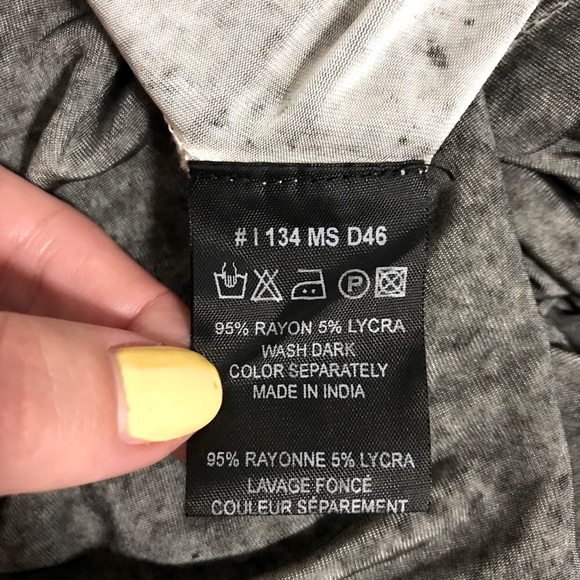 # I 134 MS D46
P
95% RAYON 5% LYCRA
WASH DARK
COLOR SEPARATELY
MADE IN INDIA
95% RAYONNE 5% LYCRA
LAVAGE FONCÉ
COULEUR SÉPAREMENT